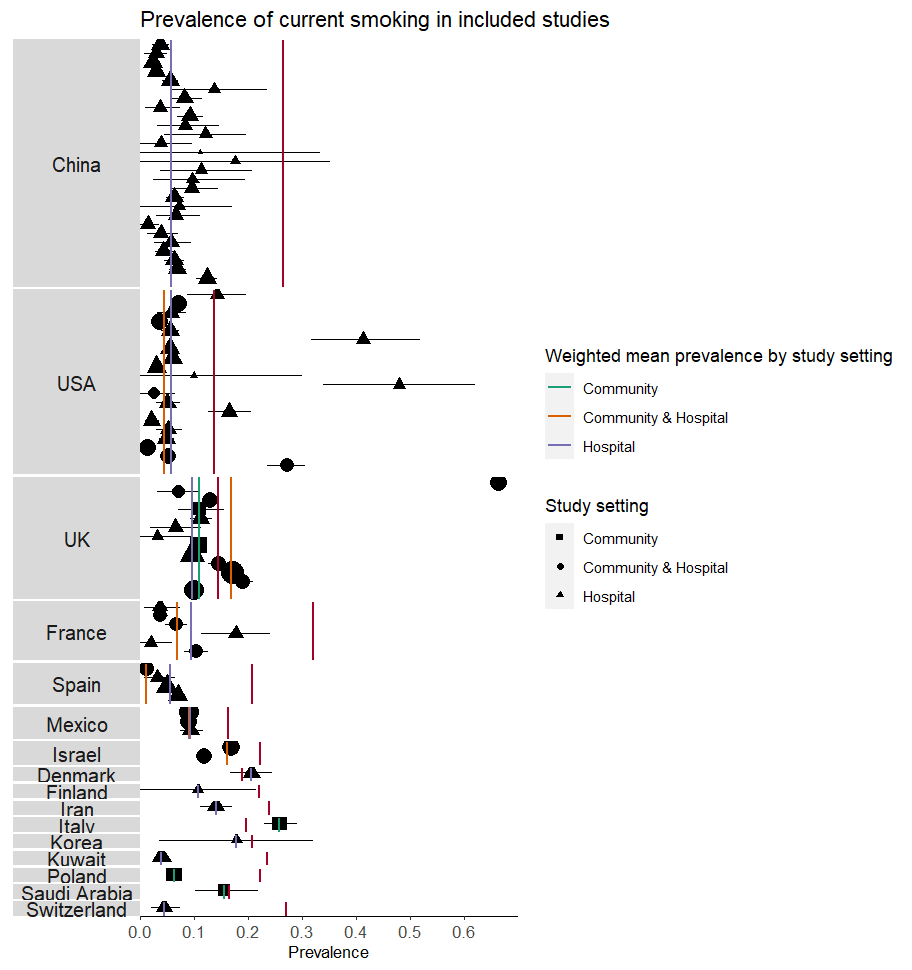 Prevalence of current smoking in included studies
China
USA
UK
France
Spain
Mexico
Israel
Denmark
Finland
Iran
Italy
Korea
Kuwait
Poland
Saudi Arabia
Switzerland
0.0 0.1 0.2 0.3 0.4 0.5 0.6
Prevalence
Weighted mean prevalence by study setting
Community
Community & Hospital
Hospital
Study setting
Community
Community & Hospital
Hospital